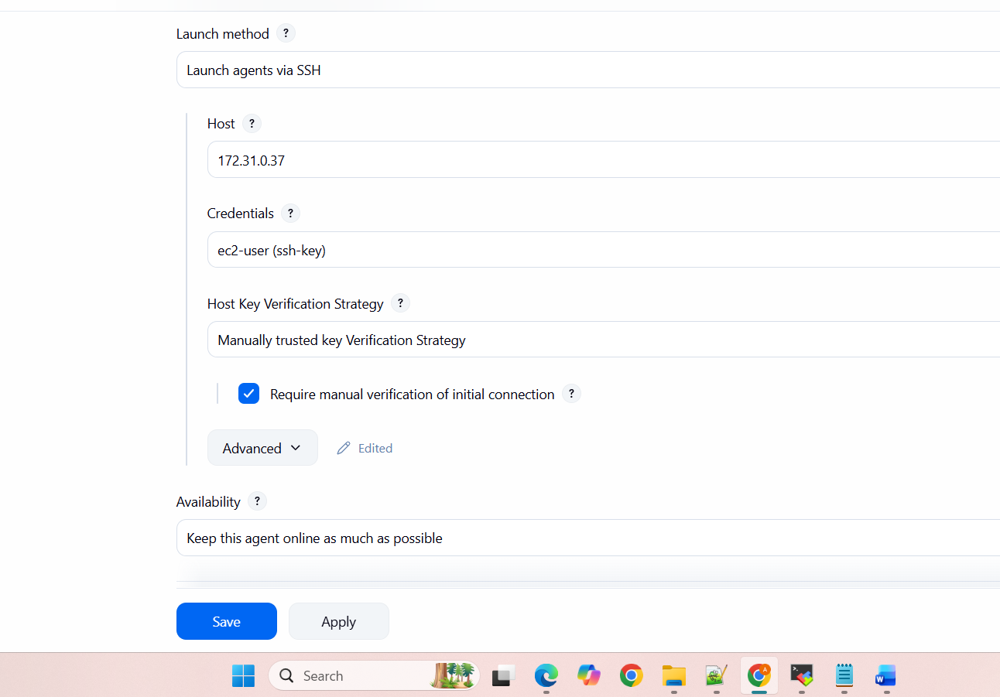 Launch method ?
Launch agents via SSH
Host ?
172.31.0.37
Credentials ?
ec2-user (ssh-key)
Host Key Verification Strategy ?
Manually trusted key Verification Strategy
Require manual verification of initial connection ?
Advanced Edited
Availability ?
Keep this agent online as much as possible
Save Apply
Search